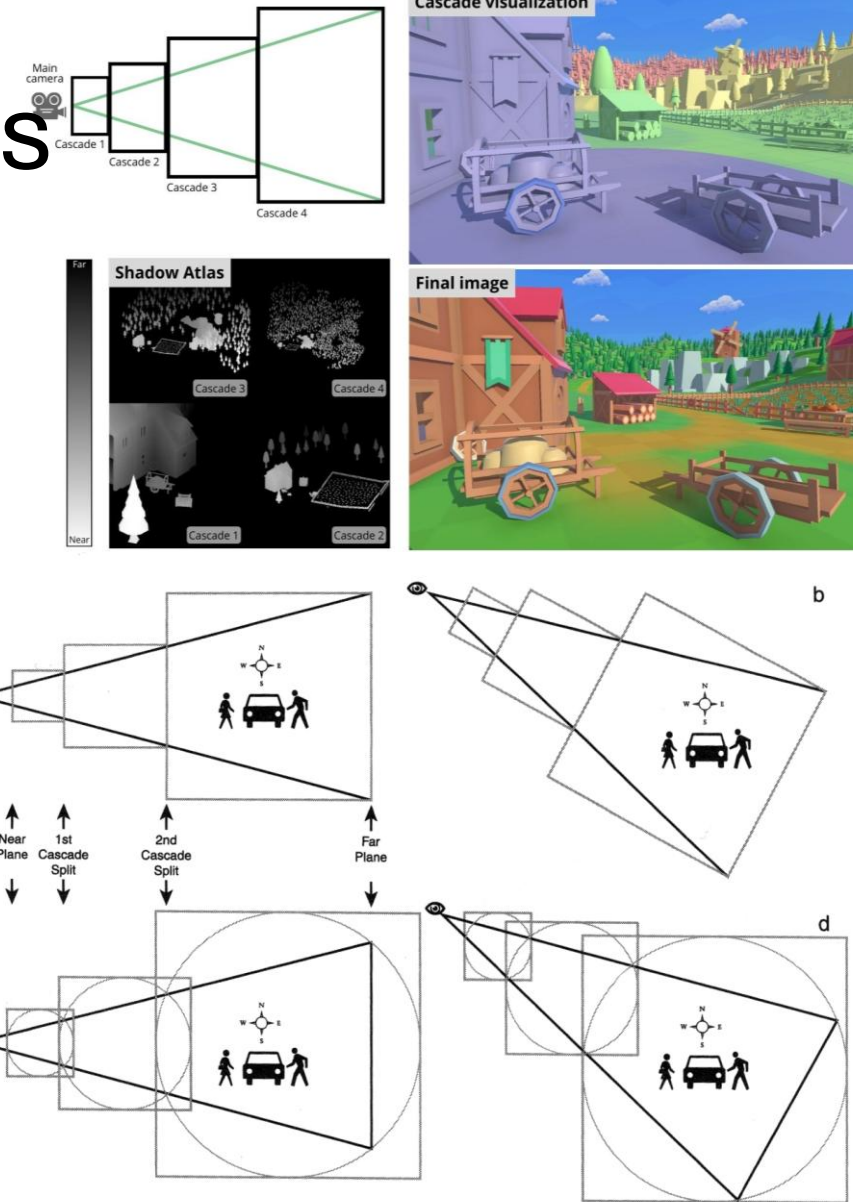 Cascade visualization
Main
camera
s
Cascade 1
Cascade 2
Cascade 3
Cascade 4
Far
Near
Shadow Atlas
Cascade 3
Cascade 4
Cascade 1
Cascade 2
Final image
N
W E
S
b
N
W E
S
Near
Plane
1st
Cascade
Split
2nd
Cascade
Split
Far
Plane
N
W E
S
d
N
W E
S